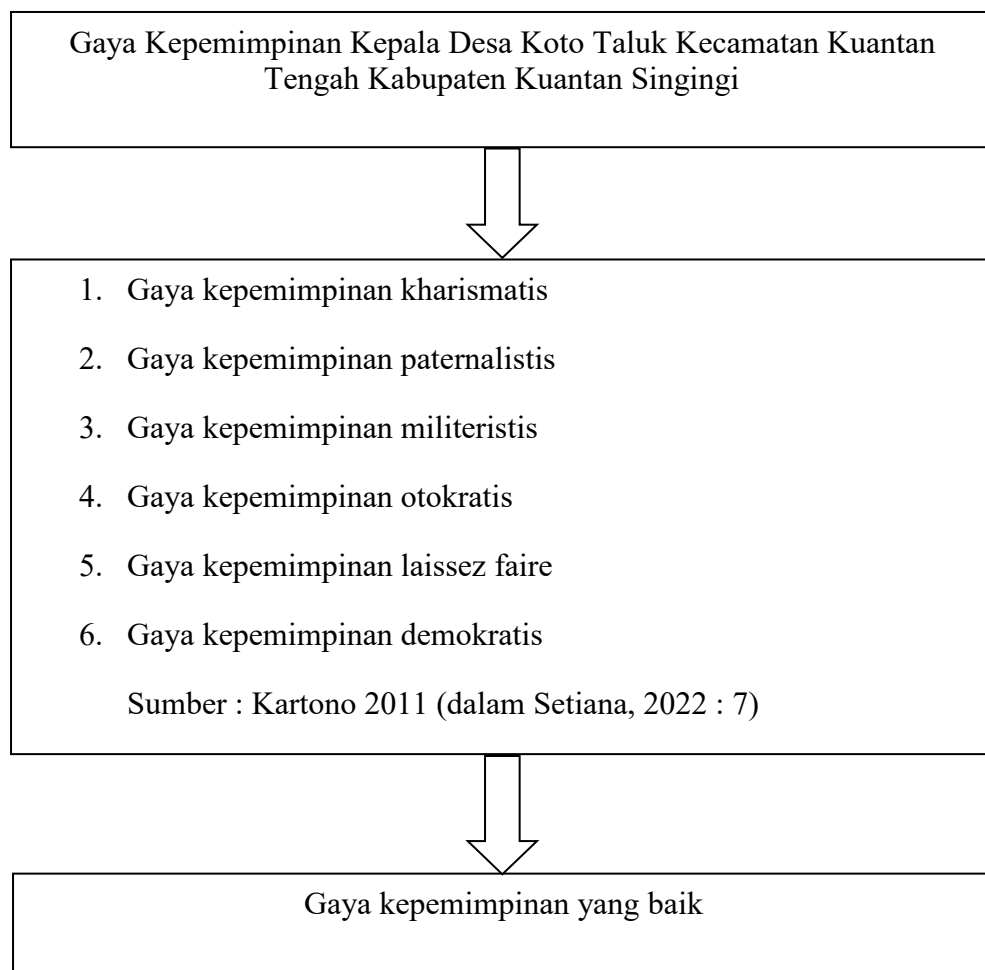 Gaya Kepemimpinan Kepala Desa Koto Taluk Kecamatan Kuantan
Tengah Kabupaten Kuantan Singingi
1. Gaya kepemimpinan kharismatis
2. Gaya kepemimpinan paternalistis
3. Gaya kepemimpinan militeristis
4. Gaya kepemimpinan otokratis
5. Gaya kepemimpinan laissez faire
6. Gaya kepemimpinan demokratis
Sumber : Kartono 2011 (dalam Setiana, 2022 : 7)
Gaya kepemimpinan yang baik